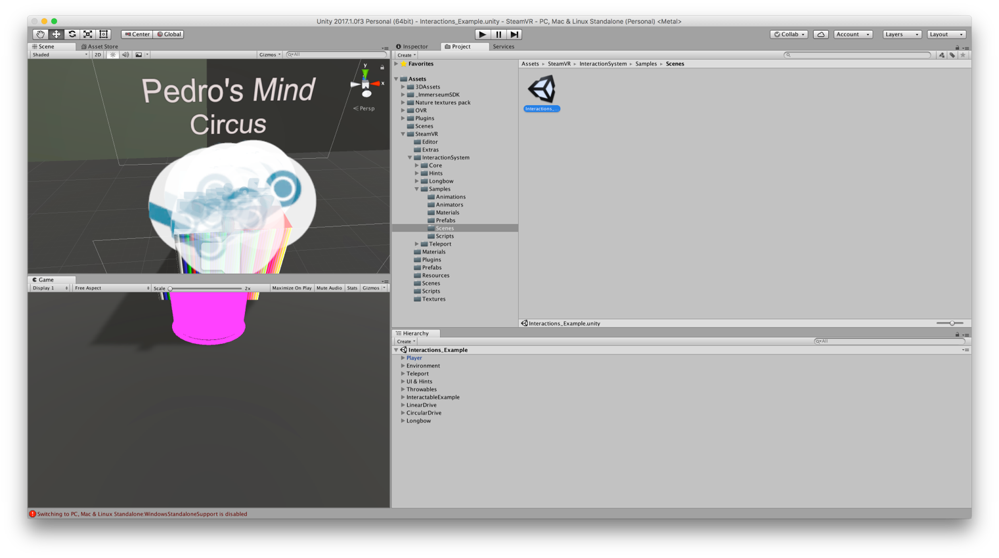 Unity 2017.1.0f3 Personal (64bit) - Interactions_Example.unity - SteamVR - PC, Mac & Linux Standalone (Personal) <Metal>
Center Global
Collab Account Layers Layout
Scene Asset Store
Shaded 2D Gizmos All
Pedro's Mind
Circus
y
x
Persp
Game
Display 1 Free Aspect Scale 2x Maximize On Play Mute Audio Stats Gizmos
Inspector Project Services
Create
Favorites
Assets
3DAssets
_ImmerseumSDK
Nature textures pack
OVR
Plugins
Scenes
SteamVR
Editor
Extras
InteractionSystem
Core
Hints
Longbow
Samples
Animations
Animators
Materials
Prefabs
Scenes
Scripts
Teleport
Materials
Plugins
Prefabs
Resources
Scenes
Scripts
Textures
Assets SteamVR InteractionSystem Samples Scenes
Interactions_...
Interactions_Example.unity
Hierarchy
Create All
Interactions_Example
Player
Environment
Teleport
UI & Hints
Throwables
InteractableExample
LinearDrive
CircularDrive
Longbow
Switching to PC, Mac & Linux Standalone:WindowsStandaloneSupport is disabled